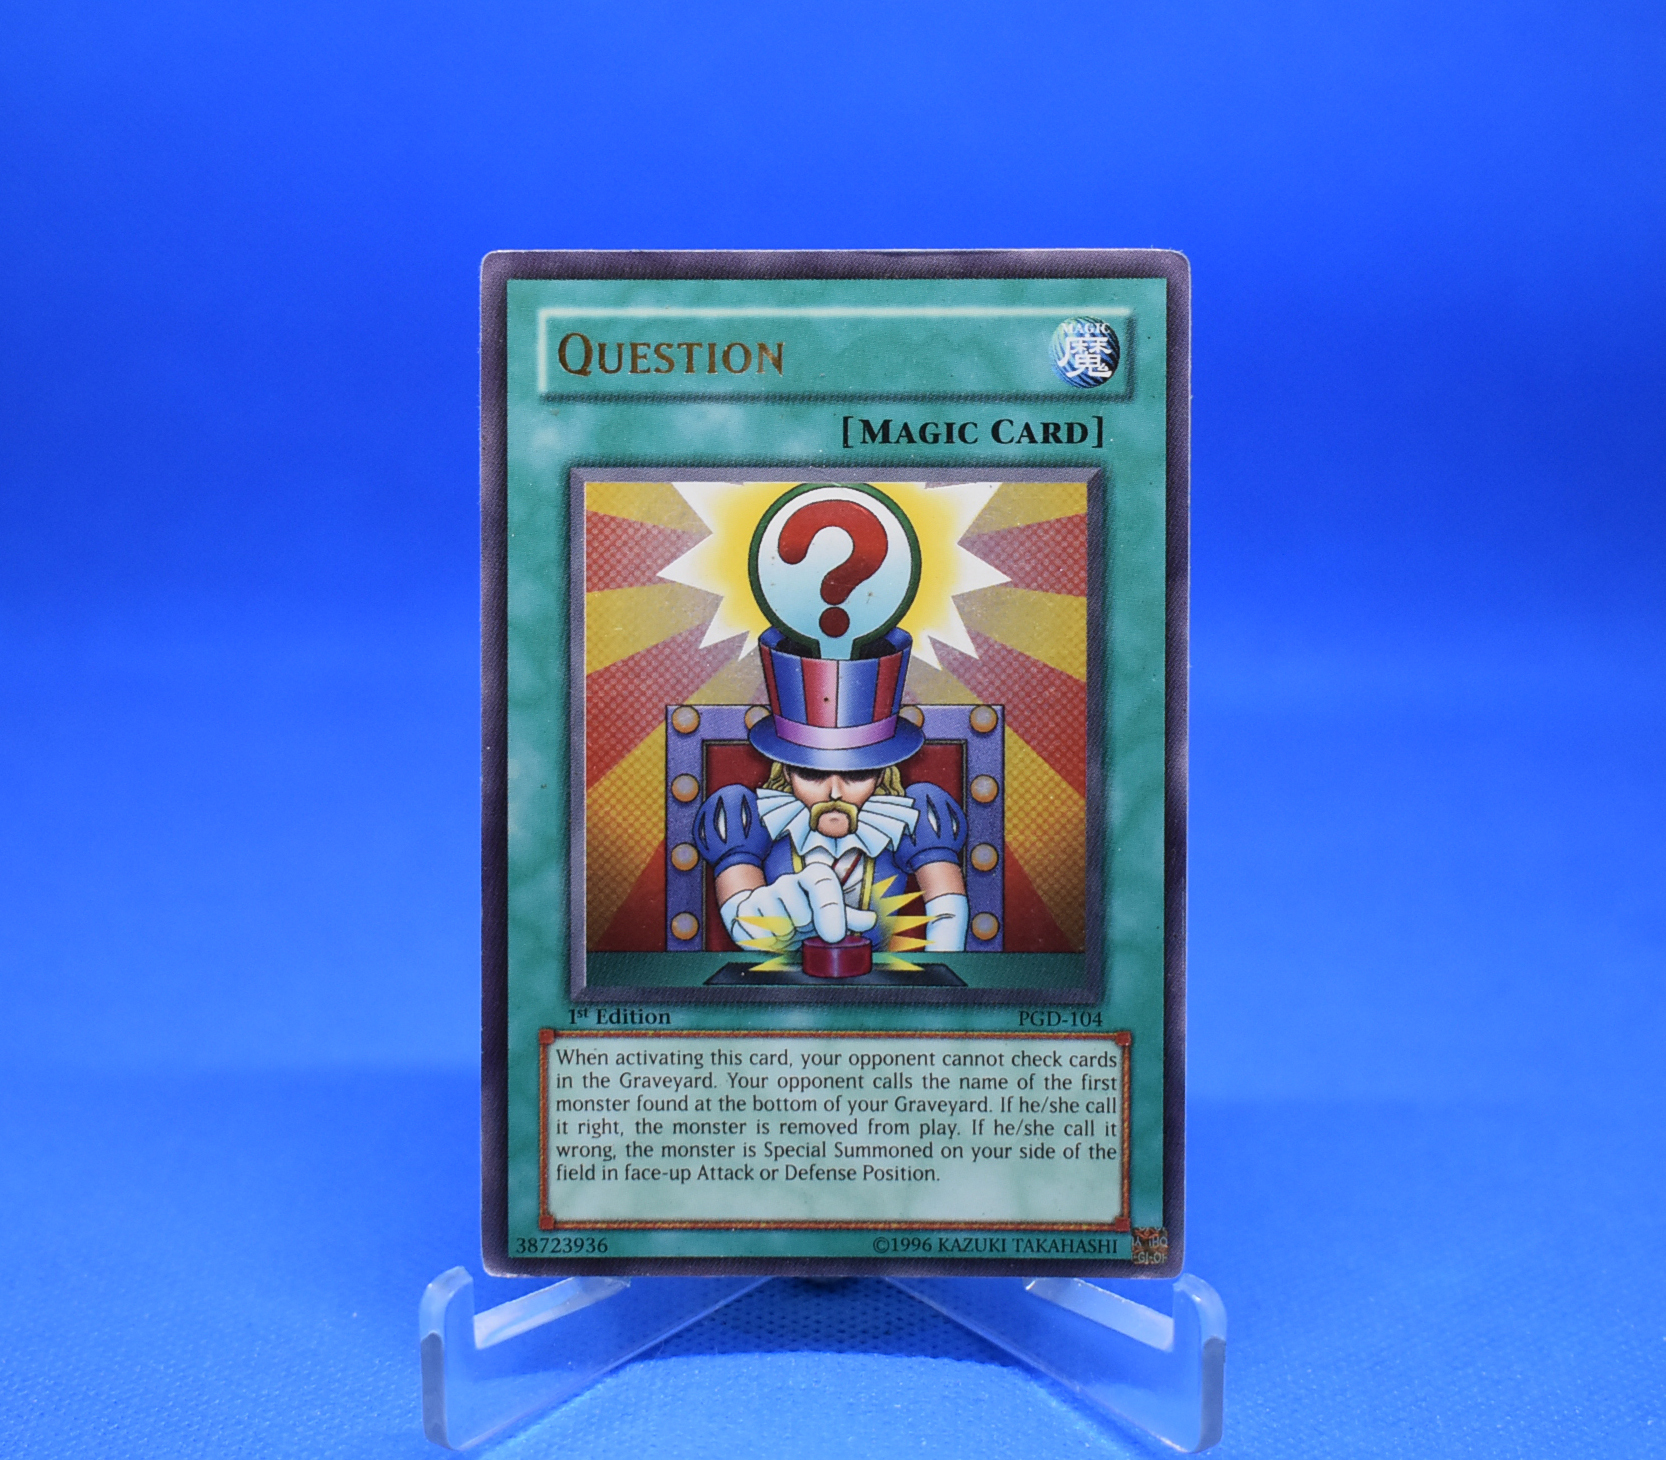 QUESTION
MAGIC
魔
[MAGIC CARD]
?
1st Edition
PGD-104
When activating this card, your opponent cannot check cards
in the Graveyard. Your opponent calls the name of the first
monster found at the bottom of your Graveyard. If he/she call
it right, the monster is removed from play. If he/she call it
wrong, the monster is Special Summoned on your side of the
field in face-up Attack or Defense Position.
38723936
©1996 KAZUKI TAKAHASHI